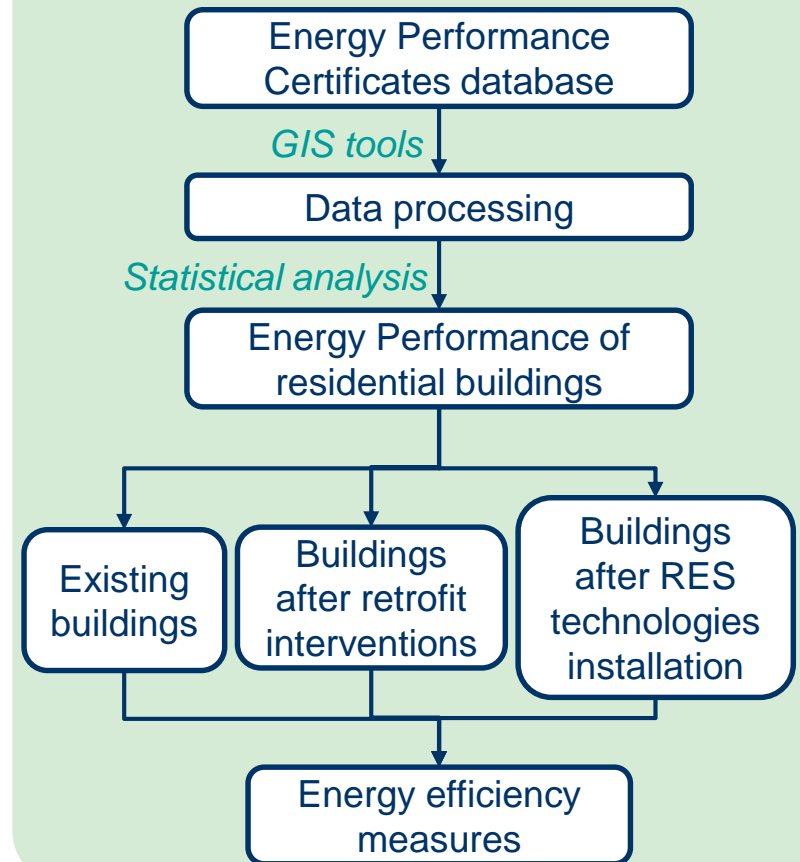 Energy Performance
Certificates database
GIS tools
Data processing
Statistical analysis
Energy Performance of
residential buildings
Existing
buildings
Buildings
after retrofit
interventions
Buildings
after RES
technologies
installation
Energy efficiency
measures